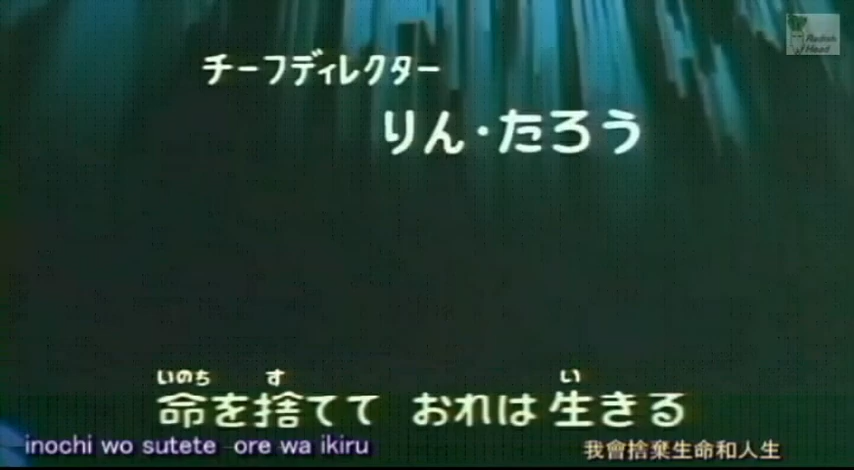 Radish
Head
チーフディレクター
りん・たろう
いのち す い
命を捨てて おれは生きる
inochi wo sutete ore wa ikiru
我會捨棄生命和人生